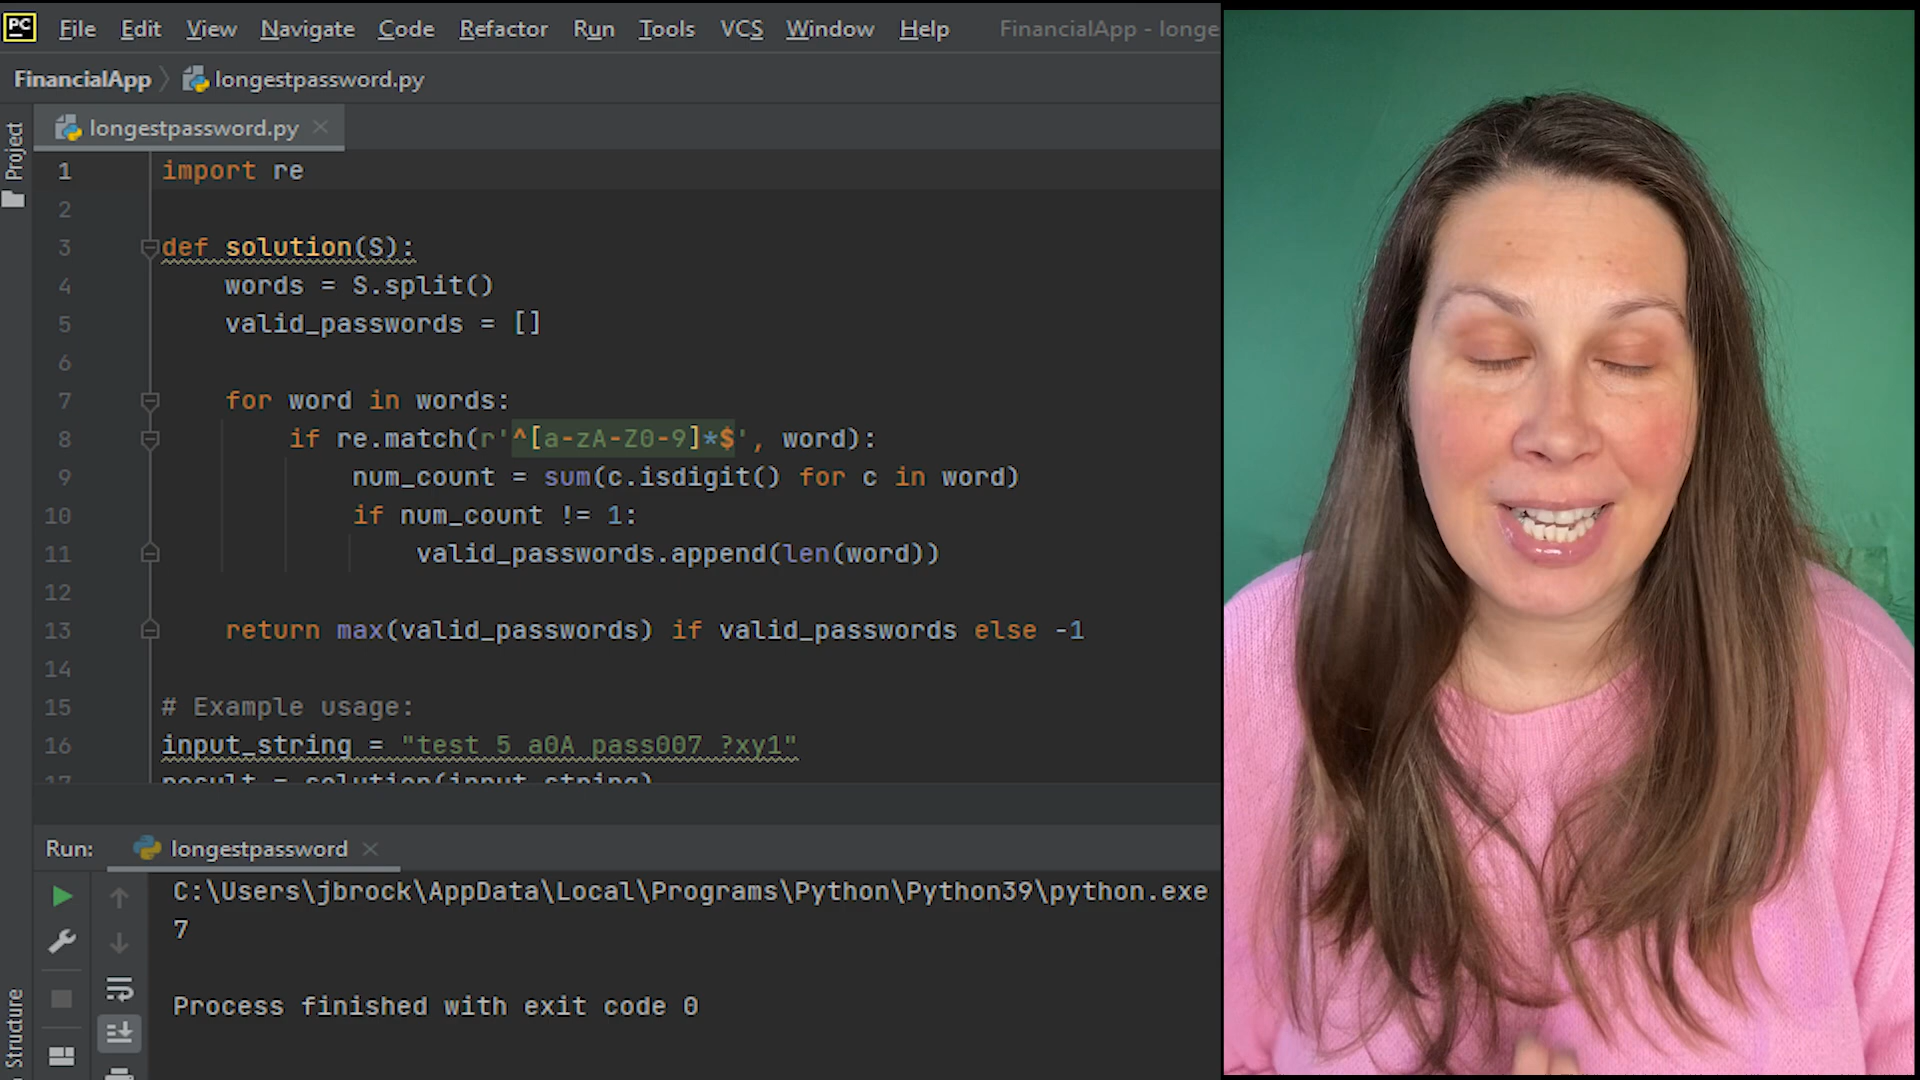 PC File Edit View Navigate Code Refactor Run Tools VCS Window Help FinancialApp - longe
FinancialApp longestpassword.py
longestpassword.py
Project
1 import re
2
3 def solution(S):
4 words = S.split()
5 valid_passwords = []
6
7 for word in words:
8 if re.match(r'^[a-zA-Z0-9]*$', word):
9 num_count = sum(c.isdigit() for c in word)
10 if num_count != 1:
11 valid_passwords.append(len(word))
12
13 return max(valid_passwords) if valid_passwords else -1
14
15 # Example usage:
16 input_string = "test 5 a0A pass007 ?xy1"
17 result = solution(input_string)
Run: longestpassword
C:\Users\jbrock\AppData\Local\Programs\Python\Python39\python.exe
7
Process finished with exit code 0
Structure